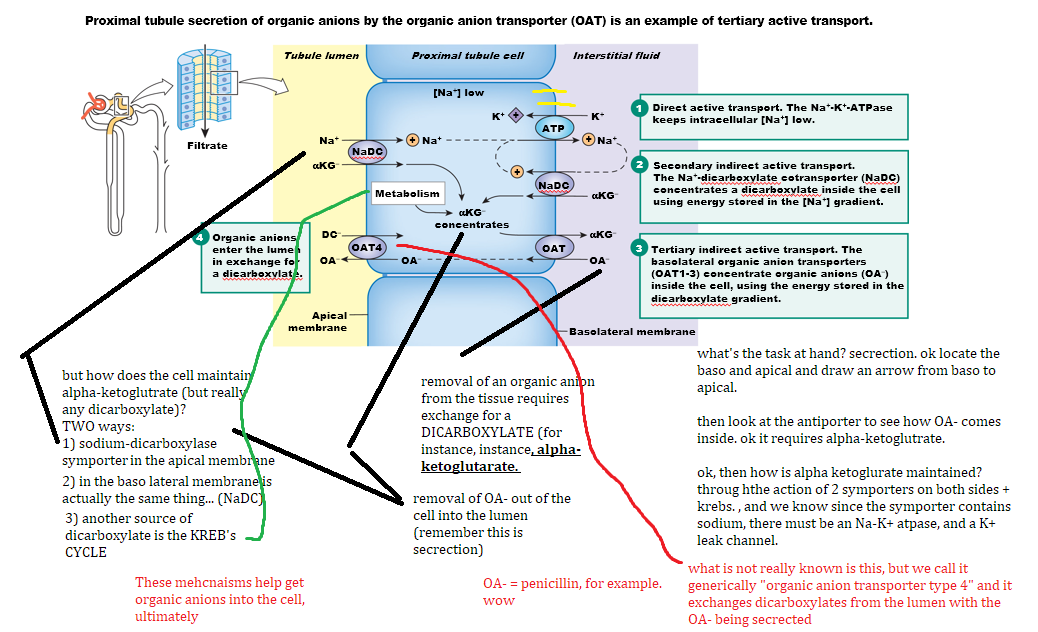 Proximal tubule secretion of organic anions by the organic anion transporter (OAT) is an example of tertiary active transport.
Tubule lumen
Proximal tubule cell
Interstitial fluid
Filtrate
[Na⁺] low
K⁺
+
K⁺
ATP
Na⁺
+ Na⁺
+ Na⁺
NaDC
αKG⁻
+
NaDC
αKG⁻
Metabolism
αKG⁻
concentrates
DC⁻
αKG⁻
OAT4
OAT
OA⁻
OA⁻
OA⁻
Apical
membrane
Basolateral membrane
1 Direct active transport. The Na⁺-K⁺-ATPase
keeps intracellular [Na⁺] low.
2 Secondary indirect active transport.
The Na⁺-dicarboxylate cotransporter (NaDC)
concentrates a dicarboxylate inside the cell
using energy stored in the [Na⁺] gradient.
3 Tertiary indirect active transport. The
basolateral organic anion transporters
(OAT1-3) concentrate organic anions (OA⁻)
inside the cell, using the energy stored in the
dicarboxylate gradient.
4 Organic anions
enter the lumen
in exchange for
a dicarboxylate.
but how does the cell maintain
alpha-ketoglutrate (but really
any dicarboxylate)?
TWO ways:
1) sodium-dicarboxylase
symporter in the apical membrane
2) in the baso lateral membrane is
actually the same thing... (NaDC)
3) another source of
dicarboxylate is the KREB's
CYCLE
These mehcnaisms help get
organic anions into the cell,
ultimately
removal of an organic anion
from the tissue requires
exchange for a
DICARBOXYLATE (for
instance, instance, alpha-
ketoglutarate.
removal of OA- out of the
cell into the lumen
(remember this is
secrection)
OA- = penicillin, for example.
wow
what's the task at hand? secrection. ok locate the
baso and apical and draw an arrow from baso to
apical.
then look at the antiporter to see how OA- comes
inside. ok it requires alpha-ketoglutrate.
ok, then how is alpha ketoglurate maintained?
throug hthe action of 2 symporters on both sides +
krebs. , and we know since the symporter contains
sodium, there must be an Na-K+ atpase, and a K+
leak channel.
what is not really known is this, but we call it
generically "organic anion transporter type 4" and it
exchanges dicarboxylates from the lumen with the
OA- being secrected